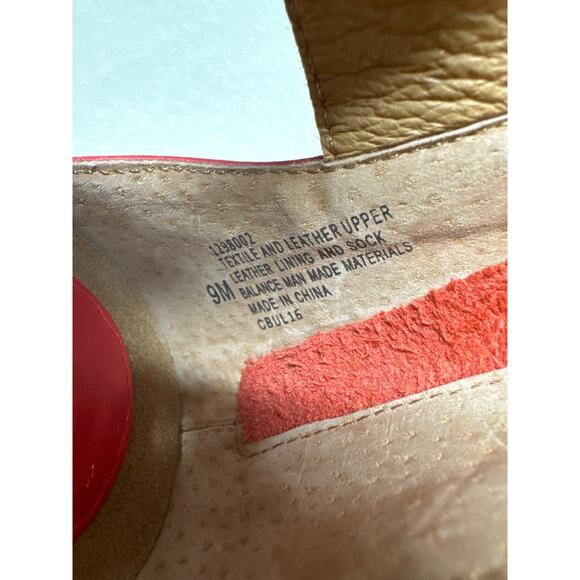 1298002
TEXTILE AND LEATHER UPPER
LEATHER LINING AND SOCK
9M BALANCE MAN MADE MATERIALS
MADE IN CHINA
CBUL16